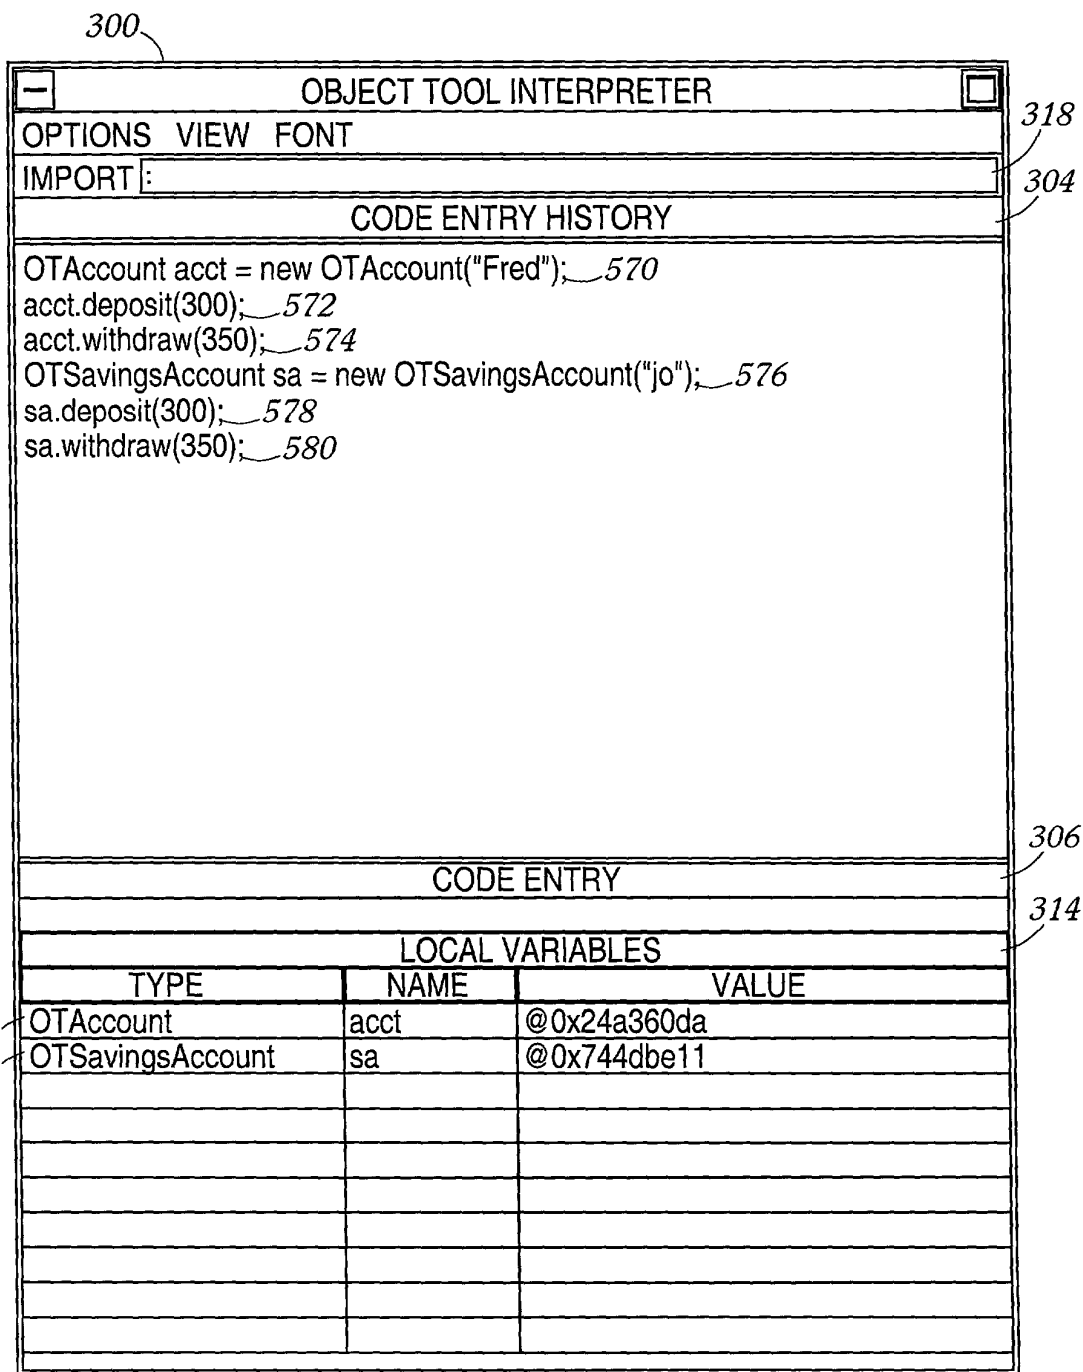 300
OBJECT TOOL INTERPRETER
OPTIONS VIEW FONT
318
IMPORT :
304
CODE ENTRY HISTORY
OTAccount acct = new OTAccount("Fred"); 570
acct.deposit(300); 572
acct.withdraw(350); 574
OTSavingsAccount sa = new OTSavingsAccount("jo"); 576
sa.deposit(300); 578
sa.withdraw(350); 580
306
CODE ENTRY
314
LOCAL VARIABLES
TYPE NAME VALUE
OTAccount acct @0x24a360da
OTSavingsAccount sa @0x744dbe11